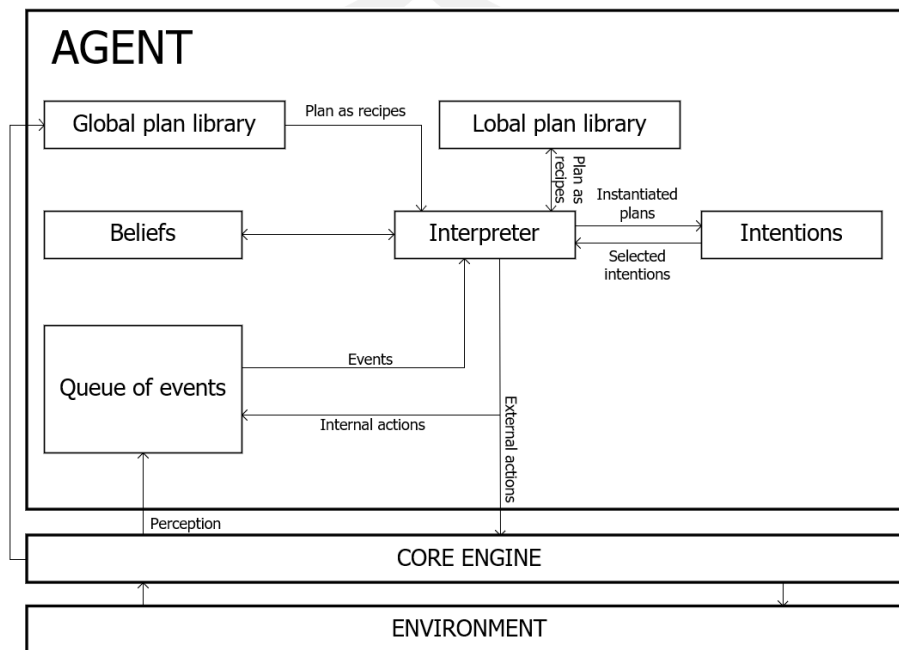 AGENT
Global plan library
Plan as recipes
Lobal plan library
Plan as
recipes
Instantiated
plans
Beliefs
Interpreter
Intentions
Selected
intentions
Events
Queue of events
Internal actions
External actions
Perception
CORE ENGINE
ENVIRONMENT